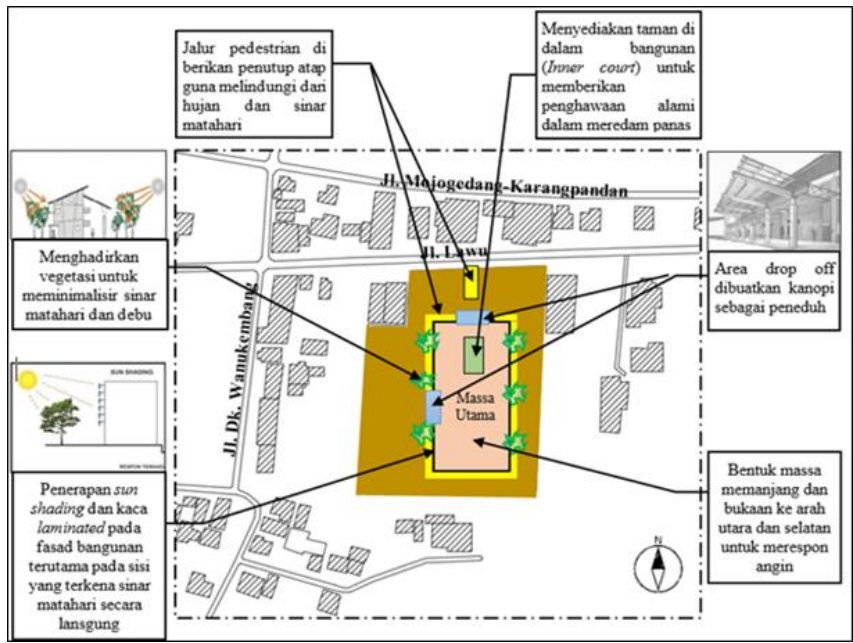 Jalur pedestrian di
berikan penutup atap
guna melindungi dari
hujan dan sinar
matahari
Menyediakan taman di
dalam bangunan
(Inner court) untuk
memberikan
penghawaan alami
dalam meredam panas
Jl. Mojogedang-Karangpandan
Jl. Lawu
Menghadirkan
vegetasi untuk
meminimalisir sinar
matahari dan debu
Area drop off
dibuatkan kanopi
sebagai peneduh
Jl. Dk. Wanukembang
SUN SHADING
Massa
Utama
Penerapan sun
shading dan kaca
laminated pada
fasad bangunan
terutama pada sisi
yang terkena sinar
matahari secara
lansgung
Bentuk massa
memanjang dan
bukaan ke arah
utara dan selatan
untuk merespon
angin
N